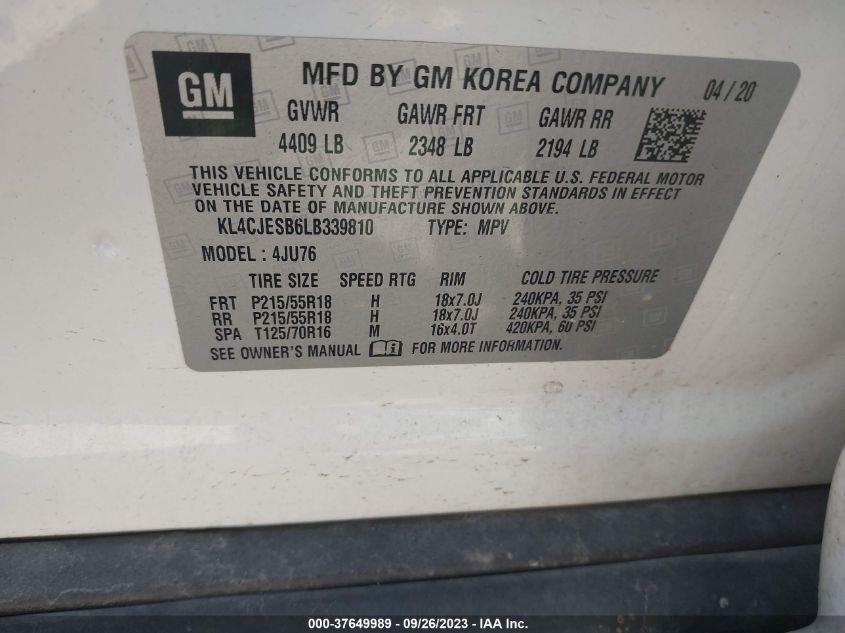 GM
MFD BY GM KOREA COMPANY 04/20
GVWR GAWR FRT GAWR RR
4409 LB 2348 LB 2194 LB
THIS VEHICLE CONFORMS TO ALL APPLICABLE U.S. FEDERAL MOTOR
VEHICLE SAFETY AND THEFT PREVENTION STANDARDS IN EFFECT
ON THE DATE OF MANUFACTURE SHOWN ABOVE.
KL4CJESB6LB339810 TYPE: MPV
MODEL: 4JU76
TIRE SIZE SPEED RTG RIM COLD TIRE PRESSURE
FRT P215/55R18 H 18x7.0J 240KPA, 35 PSI
RR P215/55R18 H 18x7.0J 240KPA, 35 PSI
SPA T125/70R16 M 16x4.0T 420KPA, 60 PSI
SEE OWNER'S MANUAL FOR MORE INFORMATION.
000-37649989 - 09/26/2023 - IAA Inc.